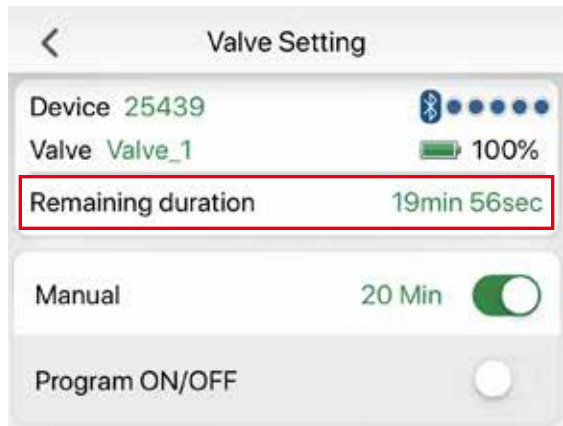 Valve Setting
Device 25439
Valve Valve_1 100%
Remaining duration 19min 56sec
Manual 20 Min
Program ON/OFF